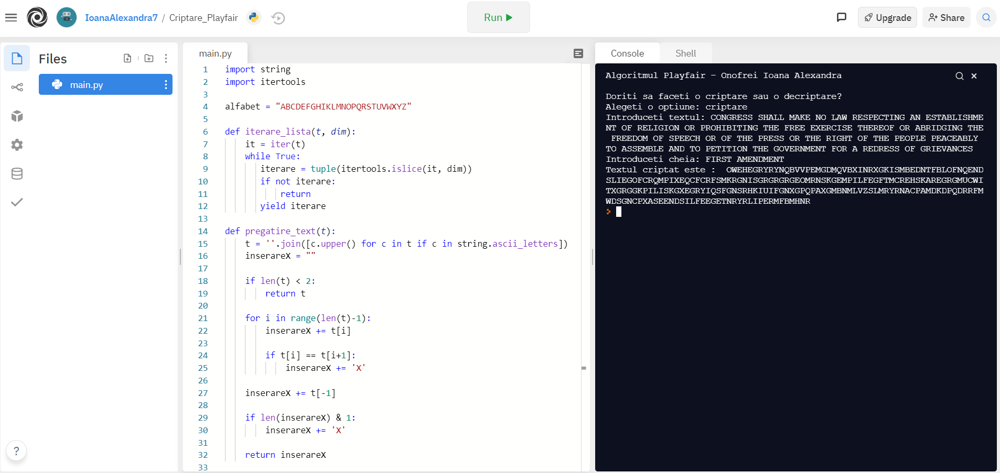 IoanaAlexandra7 / Criptare_Playfair
Run
Upgrade
Share
Files
main.py
main.py
1 import string
2 import itertools
3
4 alfabet = "ABCDEFGHIKLMNOPQRSTUVWXYZ"
5
6 def iterare_lista(t, dim):
7 it = iter(t)
8 while True:
9 iterare = tuple(itertools.islice(it, dim))
10 if not iterare:
11 return
12 yield iterare
13
14 def pregatire_text(t):
15 t = ''.join([c.upper() for c in t if c in string.ascii_letters])
16 inserareX = ""
17
18 if len(t) < 2:
19 return t
20
21 for i in range(len(t)-1):
22 inserareX += t[i]
23
24 if t[i] == t[i+1]:
25 inserareX += 'X'
26
27 inserareX += t[-1]
28
29 if len(inserareX) & 1:
30 inserareX += 'X'
31
32 return inserareX
33
Console
Shell
Algoritmul Playfair - Onofrei Ioana Alexandra
Doriti sa faceti o criptare sau o decriptare?
Alegeti o optiune: criptare
Introduceti textul: CONGRESS SHALL MAKE NO LAW RESPECTING AN ESTABLISHME
NT OF RELIGION OR PROHIBITING THE FREE EXERCISE THEREOF OR ABRIDGING THE
FREEDOM OF SPEECH OR OF THE PRESS OR THE RIGHT OF THE PEOPLE PEACEABLY
TO ASSEMBLE AND TO PETITION THE GOVERNMENT FOR A REDRESS OF GRIEVANCES
Introduceti cheia: FIRST AMENDMENT
Textul criptat este : OWEHEGRYRYNQBVVPEMGDMQVBXINRXGKISMBEDNTFBLOFNQEND
SLIEGOFCRQMPIXEQCFCRFSMKRGNISGRGRGRGEOMRNSKGEMPILFEGFTMCREHSKAREGRGMUCWI
TXGRGGKPILISKGXEGRYIQSFGNSRHKIUIFGNXGPQPAXGMBNMLVZSLMRYRNACPAMDKDPQDRRFM
WDSGNCPXASEENDSILFEEGETNRYRLIPERMFBMHNR
>
?